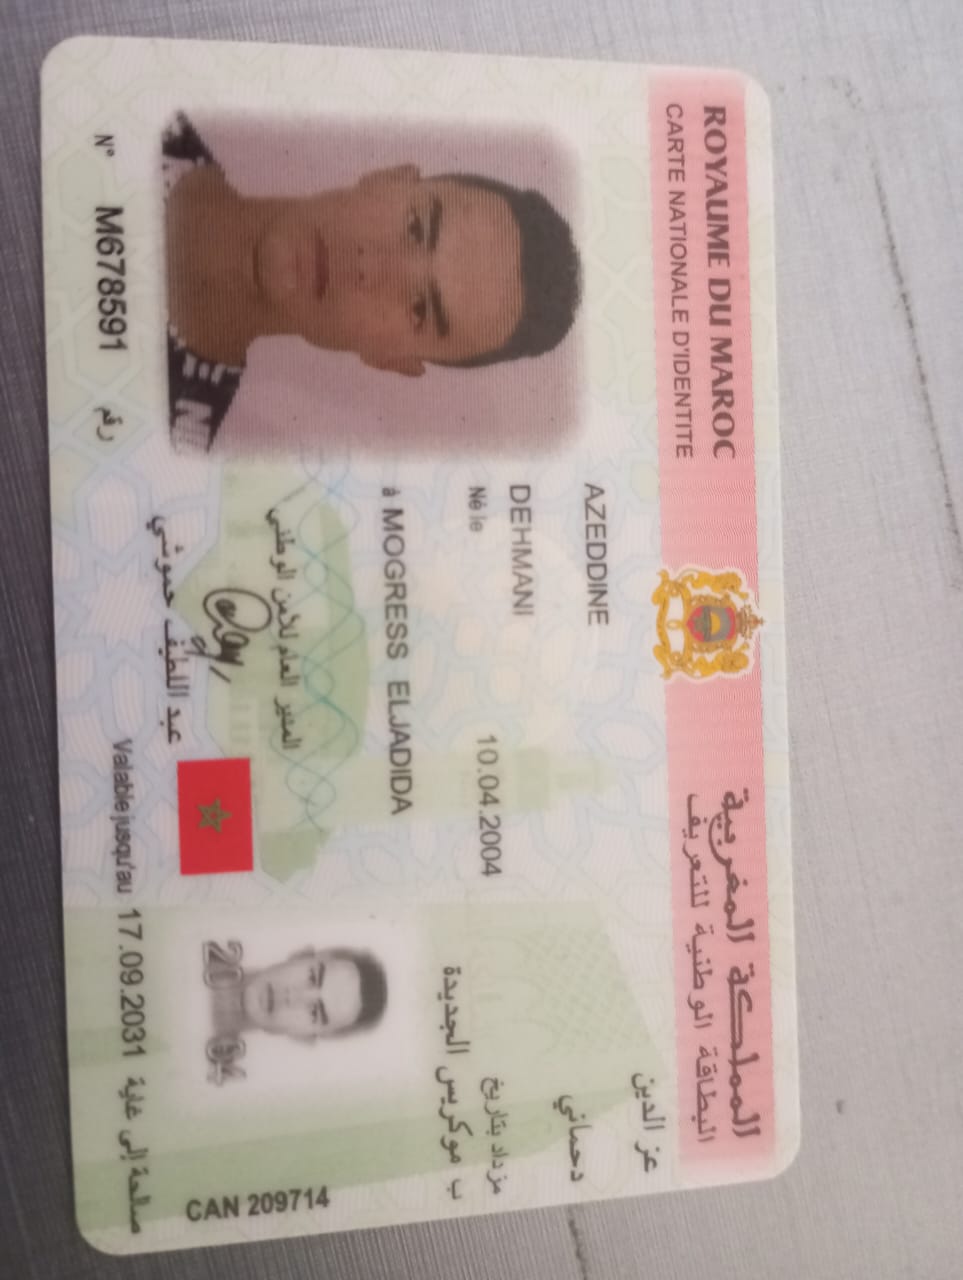 ROYAUME DU MAROC
المملكة المغربية
CARTE NATIONALE D'IDENTITE
البطاقة الوطنية للتعريف
AZEDDINE
عز الدين
DEHMANI
دحماني
Né le 10.04.2004
مزداد بتاريخ
à MOGRESS ELJADIDA
ب موكريس الجديدة
المدير العام للأمن الوطني
عبد اللطيف حموشي
N° M678591 رقم
Valable jusqu'au 17.09.2031 صالحة إلى غاية
CAN 209714